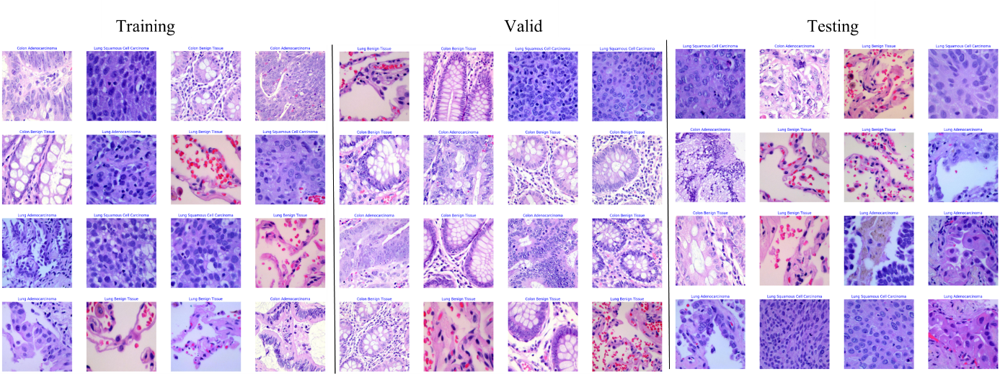 Training
Valid
Testing
Colon Adenocarcinoma
Lung Squamous Cell Carcinoma
Colon Benign Tissue
Colon Adenocarcinoma
Colon Benign Tissue
Lung Adenocarcinoma
Lung Benign Tissue
Lung Squamous Cell Carcinoma
Lung Adenocarcinoma
Lung Squamous Cell Carcinoma
Lung Squamous Cell Carcinoma
Lung Benign Tissue
Lung Adenocarcinoma
Lung Benign Tissue
Lung Benign Tissue
Colon Adenocarcinoma
Lung Benign Tissue
Colon Benign Tissue
Lung Squamous Cell Carcinoma
Lung Squamous Cell Carcinoma
Colon Benign Tissue
Colon Adenocarcinoma
Colon Benign Tissue
Colon Benign Tissue
Colon Adenocarcinoma
Colon Benign Tissue
Colon Adenocarcinoma
Colon Benign Tissue
Colon Benign Tissue
Lung Benign Tissue
Colon Benign Tissue
Lung Benign Tissue
Lung Squamous Cell Carcinoma
Colon Adenocarcinoma
Lung Benign Tissue
Lung Squamous Cell Carcinoma
Colon Adenocarcinoma
Lung Benign Tissue
Lung Benign Tissue
Lung Adenocarcinoma
Colon Benign Tissue
Lung Benign Tissue
Lung Adenocarcinoma
Lung Adenocarcinoma
Lung Adenocarcinoma
Lung Squamous Cell Carcinoma
Lung Squamous Cell Carcinoma
Lung Adenocarcinoma